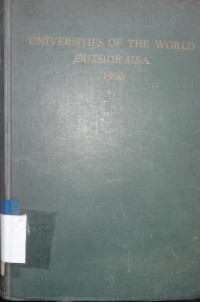 UNIVERSITIES OF THE WORLD
OUTSIDE U.S.A.
1950